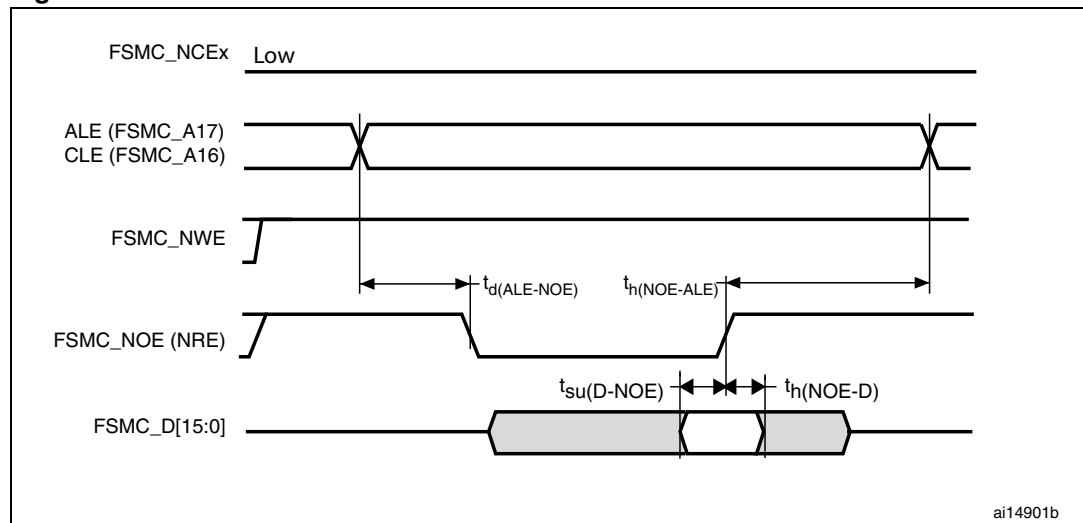 FSMC_NCEx Low
ALE (FSMC_A17)
CLE (FSMC_A16)
FSMC_NWE
td(ALE-NOE) th(NOE-ALE)
FSMC_NOE (NRE)
tsu(D-NOE) th(NOE-D)
FSMC_D[15:0]
ai14901b